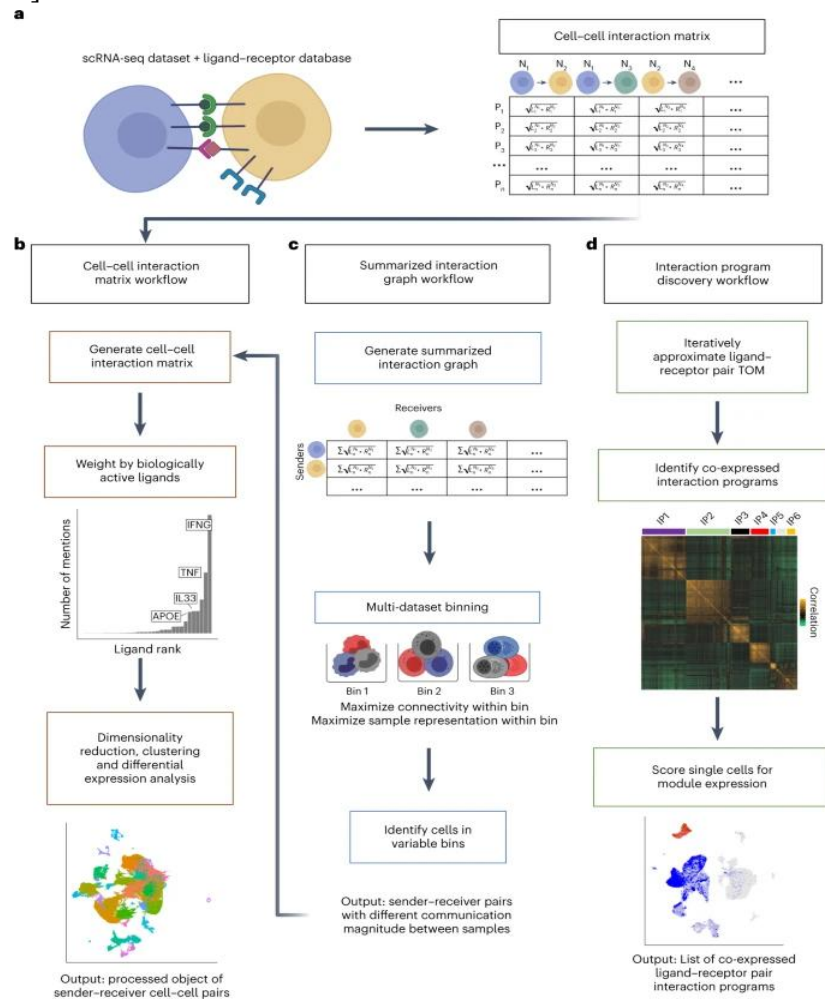 a
scRNA-seq dataset + ligand–receptor database
Cell–cell interaction matrix
N1 N2 N1 N3 N2 N4
...
P1
...
P2
...
P3
...
... ... ... ... ...
Pn
...
b
Cell–cell interaction
matrix workflow
Generate cell–cell
interaction matrix
Weight by biologically
active ligands
Number of mentions
IFNG
TNF
IL33
APOE
Ligand rank
Dimensionality
reduction, clustering
and differential
expression analysis
Output: processed object of
sender–receiver cell–cell pairs
c
Summarized interaction
graph workflow
Generate summarized
interaction graph
Receivers
Senders
...
...
... ... ... ...
Multi-dataset binning
Bin 1 Bin 2 Bin 3
Maximize connectivity within bin
Maximize sample representation within bin
Identify cells in
variable bins
Output: sender–receiver pairs
with different communication
magnitude between samples
d
Interaction program
discovery workflow
Iteratively
approximate ligand–
receptor pair TOM
Identify co-expressed
interaction programs
IP1 IP2 IP3 IP4 IP5 IP6
Correlation
Score single cells for
module expression
Output: List of co-expressed
ligand–receptor pair
interaction programs